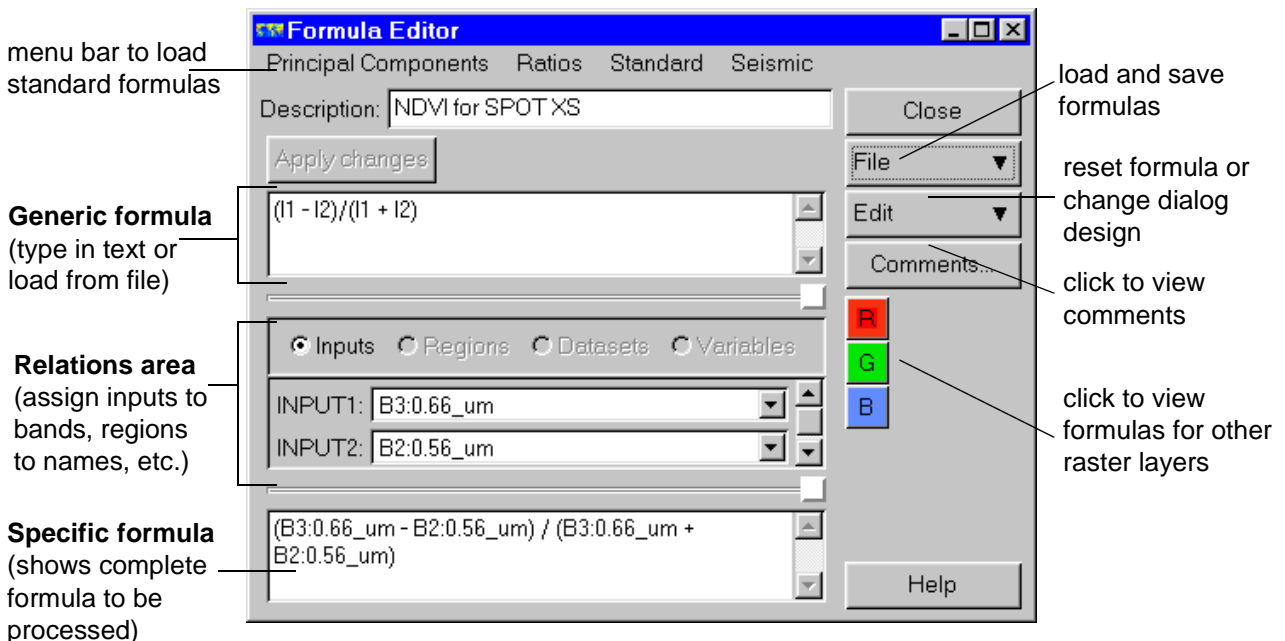 menu bar to load
standard formulas
Generic formula
(type in text or
load from file)
Relations area
(assign inputs to
bands, regions
to names, etc.)
Specific formula
(shows complete
formula to be
processed)
Formula Editor
Principal Components Ratios Standard Seismic
Description: NDVI for SPOT XS
Apply changes
(I1 - I2)/(I1 + I2)
Inputs Regions Datasets Variables
INPUT1: B3:0.66_um
INPUT2: B2:0.56_um
(B3:0.66_um - B2:0.56_um) / (B3:0.66_um +
B2:0.56_um)
Close
File
Edit
Comments...
R
G
B
Help
load and save
formulas
reset formula or
change dialog
design
click to view
comments
click to view
formulas for other
raster layers